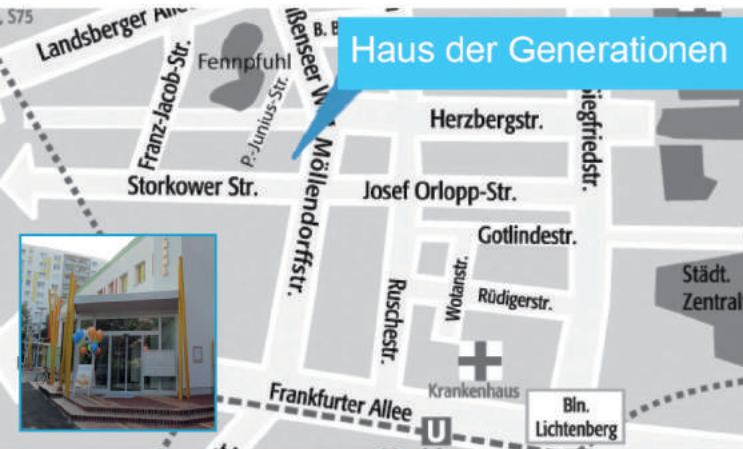 S75
Landsberger Allee
Haus der Generationen
Fennpfuhl
Franz-Jacob-Str.
P.-Junius-Str.
Herzbergstr.
Storkower Str.
Möllendorffstr.
Josef Orlopp-Str.
Gotlindestr.
Ruschestr.
Wotanstr.
Rüdigerstr.
Städt.
Zentral
Krankenhaus
Frankfurter Allee
U
Bln.
Lichtenberg